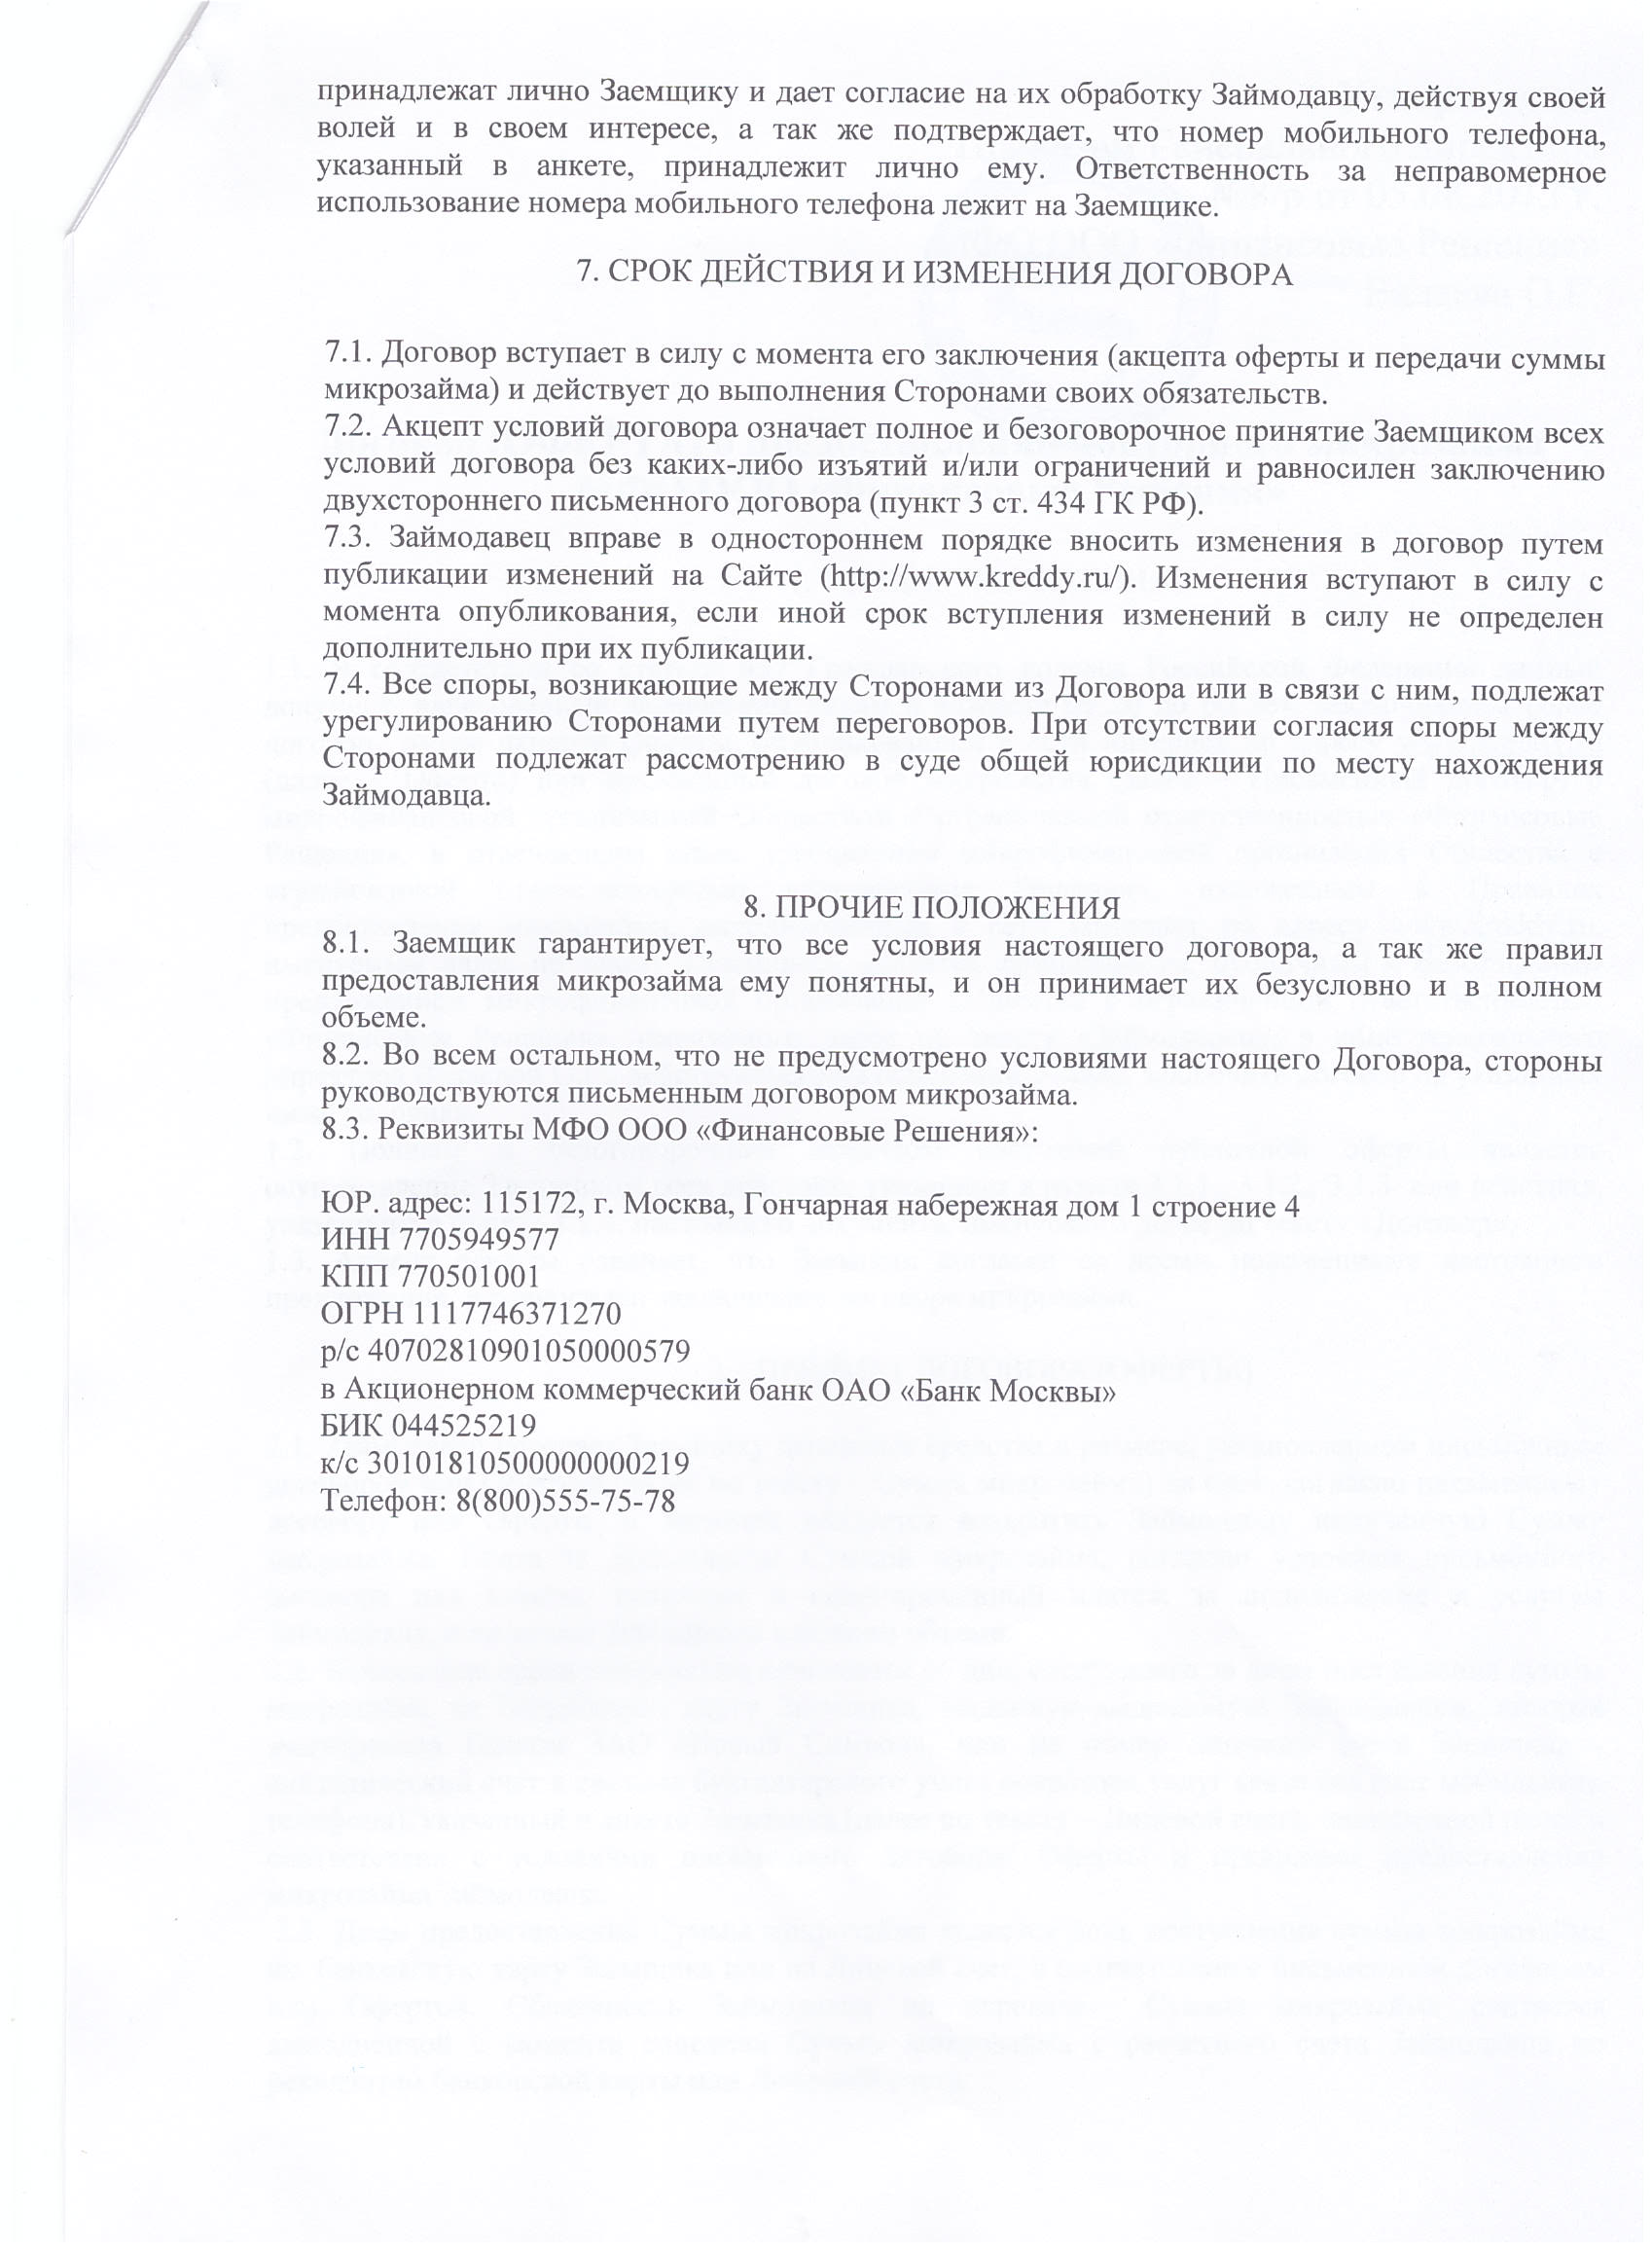 принадлежат лично Заемщику и дает согласие на их обработку Займодавцу, действуя своей
волей и в своем интересе, а так же подтверждает, что номер мобильного телефона,
указанный в анкете, принадлежит лично ему. Ответственность за неправомерное
использование номера мобильного телефона лежит на Заемщике.
7. СРОК ДЕЙСТВИЯ И ИЗМЕНЕНИЯ ДОГОВОРА
7.1. Договор вступает в силу с момента его заключения (акцепта оферты и передачи суммы
микрозайма) и действует до выполнения Сторонами своих обязательств.
7.2. Акцепт условий договора означает полное и безоговорочное принятие Заемщиком всех
условий договора без каких-либо изъятий и/или ограничений и равносилен заключению
двухстороннего письменного договора (пункт 3 ст. 434 ГК РФ).
7.3. Займодавец вправе в одностороннем порядке вносить изменения в договор путем
публикации изменений на Сайте (http://www.kreddy.ru/). Изменения вступают в силу с
момента опубликования, если иной срок вступления изменений в силу не определен
дополнительно при их публикации.
7.4. Все споры, возникающие между Сторонами из Договора или в связи с ним, подлежат
урегулированию Сторонами путем переговоров. При отсутствии согласия споры между
Сторонами подлежат рассмотрению в суде общей юрисдикции по месту нахождения
Займодавца.
8. ПРОЧИЕ ПОЛОЖЕНИЯ
8.1. Заемщик гарантирует, что все условия настоящего договора, а так же правил
предоставления микрозайма ему понятны, и он принимает их безусловно и в полном
объеме.
8.2. Во всем остальном, что не предусмотрено условиями настоящего Договора, стороны
руководствуются письменным договором микрозайма.
8.3. Реквизиты МФО ООО «Финансовые Решения»:
ЮР. адрес: 115172, г. Москва, Гончарная набережная дом 1 строение 4
ИНН 7705949577
КПП 770501001
ОГРН 1117746371270
р/с 40702810901050000579
в Акционерном коммерческий банк ОАО «Банк Москвы»
БИК 044525219
к/с 30101810500000000219
Телефон: 8(800)555-75-78